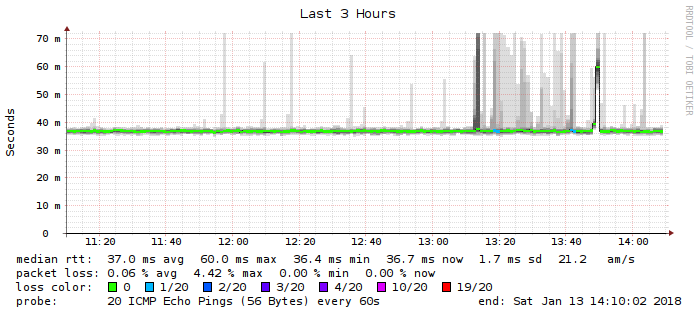 Last 3 Hours
RRDTOOL / TOBI OETIKER
Seconds
70 m
60 m
50 m
40 m
30 m
20 m
10 m
0
11:20 11:40 12:00 12:20 12:40 13:00 13:20 13:40 14:00
median rtt: 37.0 ms avg 60.0 ms max 36.4 ms min 36.7 ms now 1.7 ms sd 21.2 am/s
packet loss: 0.06 % avg 4.42 % max 0.00 % min 0.00 % now
loss color: 0 1/20 2/20 3/20 4/20 10/20 19/20
probe: 20 ICMP Echo Pings (56 Bytes) every 60s end: Sat Jan 13 14:10:02 2018